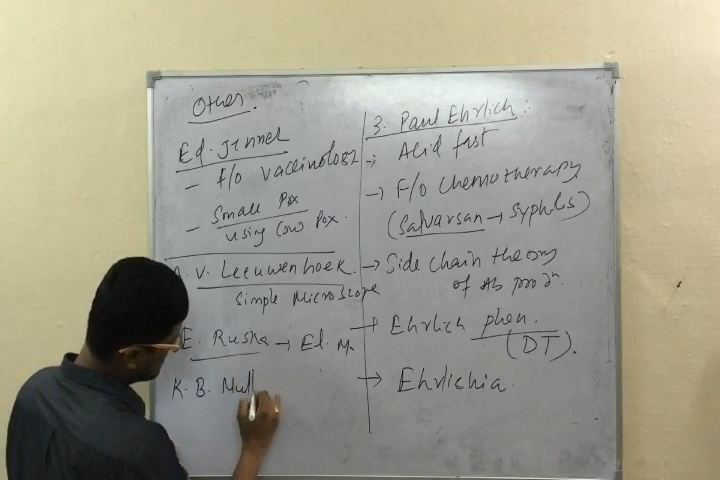 Other.
Ed. Jenner
- F/o Vaccinology
- Small Pox
using Cow Pox.
A. V. Leeuwenhoek.
Simple Microscope
E. Ruska → El. M.
K. B. Mull
3. Paul Ehrlich:
→ Acid fast
→ F/o Chemotherapy
(Salvarsan → Syphilis)
→ Side Chain theory
of Ab prodn.
→ Ehrlich phen.
(DT).
→ Ehrlichia.